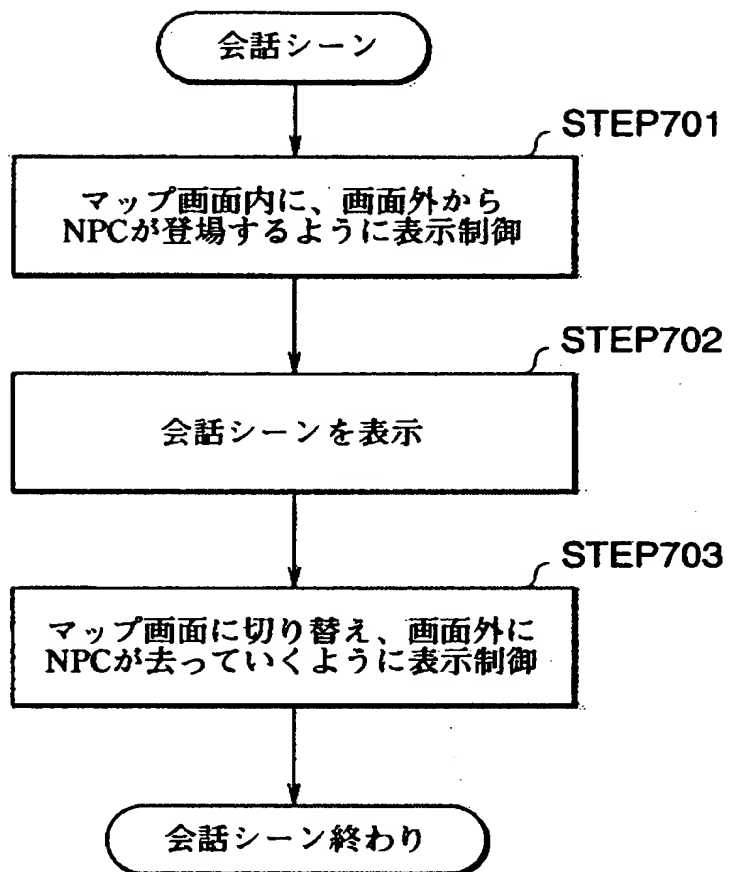 会話シーン
STEP701
マップ画面内に、画面外から
NPCが登場するように表示制御
STEP702
会話シーンを表示
STEP703
マップ画面に切り替え、画面外に
NPCが去っていくように表示制御
会話シーン終わり